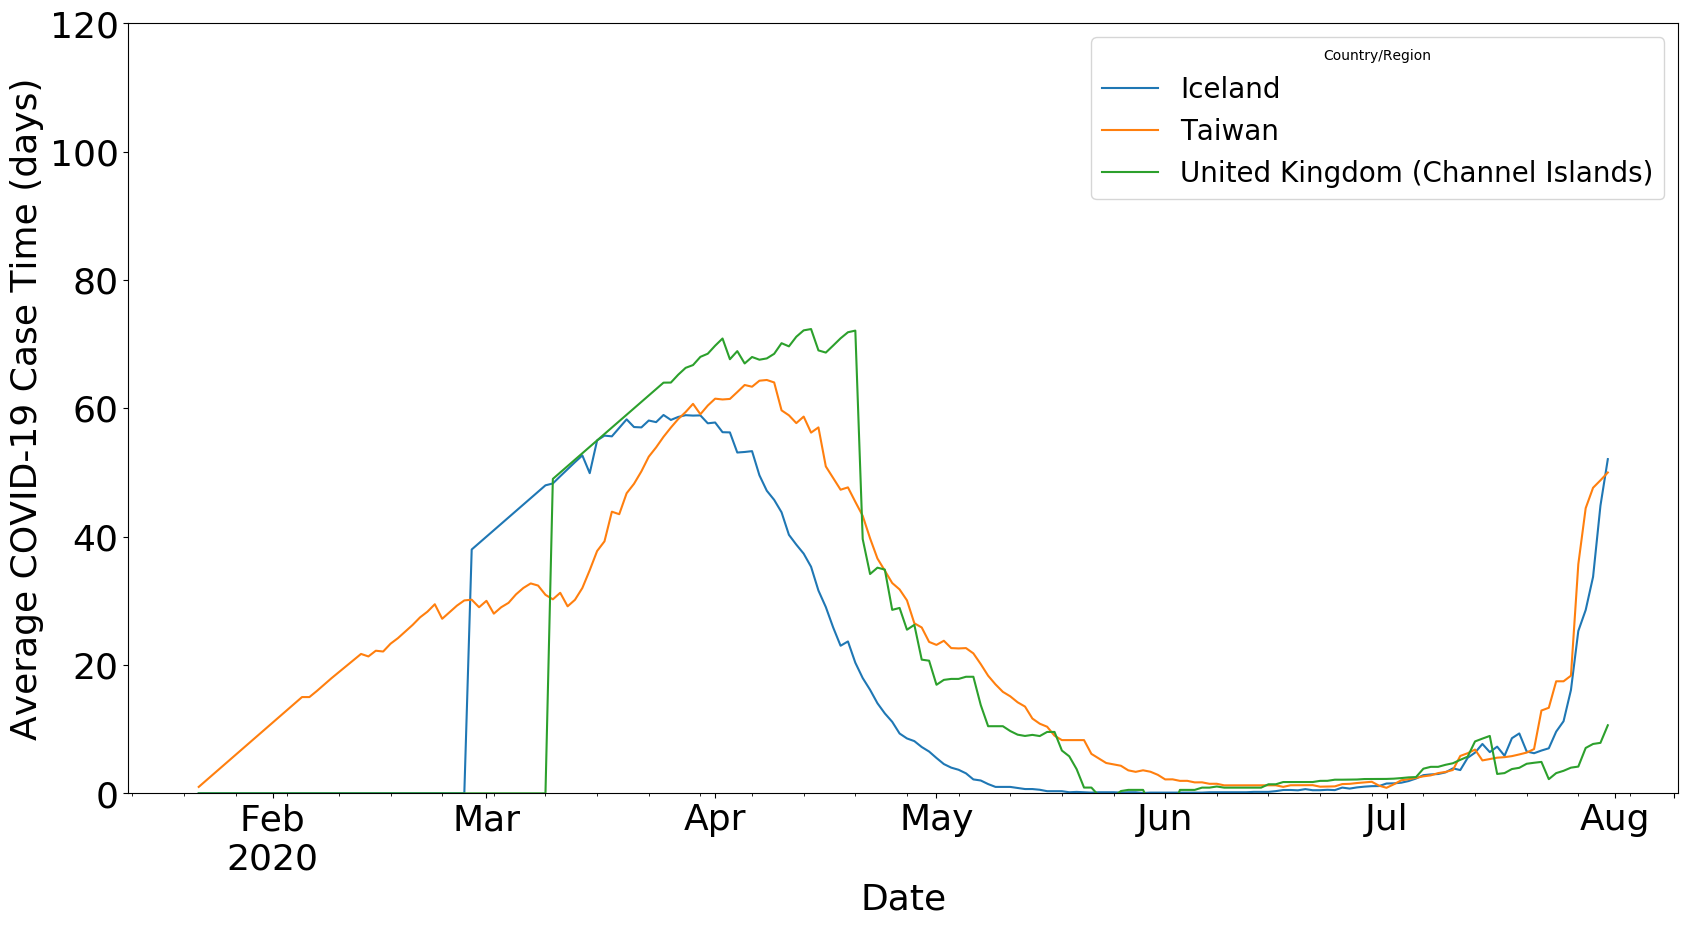 Average COVID-19 Case Time (days)
120
100
80
60
40
20
0
Country/Region
Iceland
Taiwan
United Kingdom (Channel Islands)
Feb
2020
Mar
Apr
May
Jun
Jul
Aug
Date